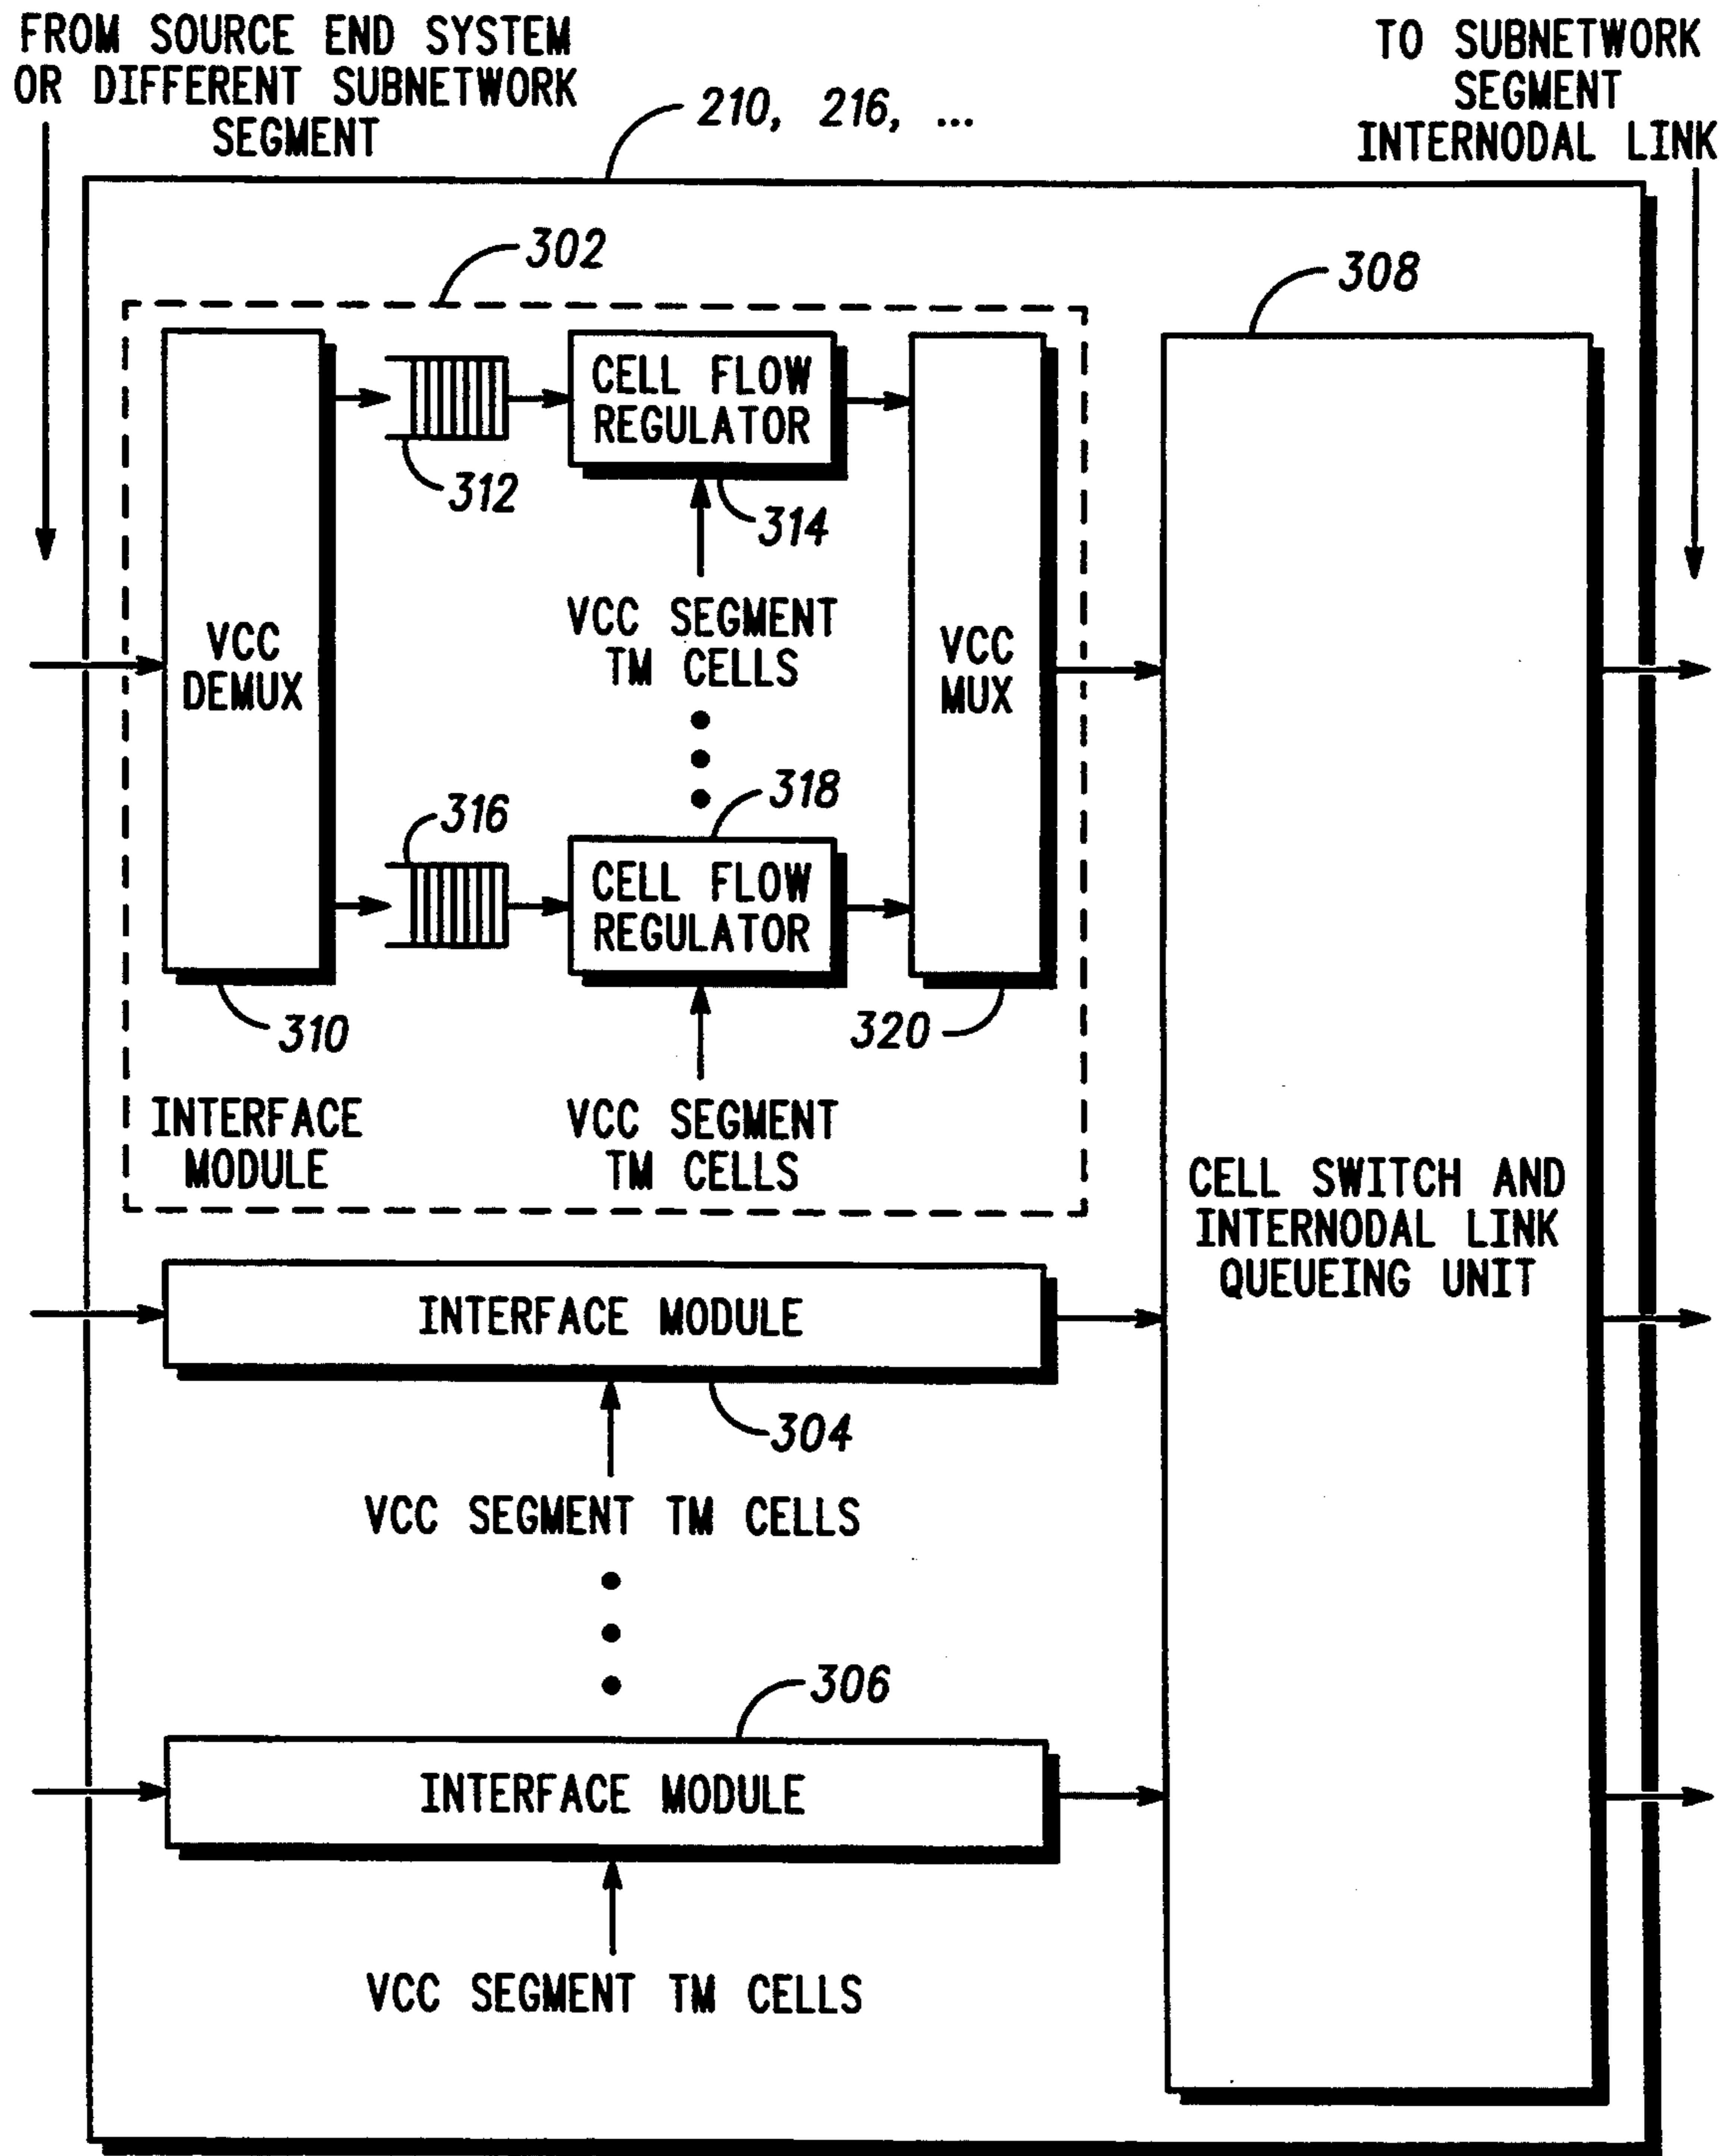 FROM SOURCE END SYSTEM
OR DIFFERENT SUBNETWORK
SEGMENT
TO SUBNETWORK
SEGMENT
INTERNODAL LINK
210, 216, ...
302
308
CELL FLOW
REGULATOR
312
314
VCC
DEMUX
VCC SEGMENT
TM CELLS
VCC
MUX
316
318
CELL FLOW
REGULATOR
310
320
INTERFACE
MODULE
VCC SEGMENT
TM CELLS
CELL SWITCH AND
INTERNODAL LINK
QUEUEING UNIT
INTERFACE MODULE
304
VCC SEGMENT TM CELLS
306
INTERFACE MODULE
VCC SEGMENT TM CELLS